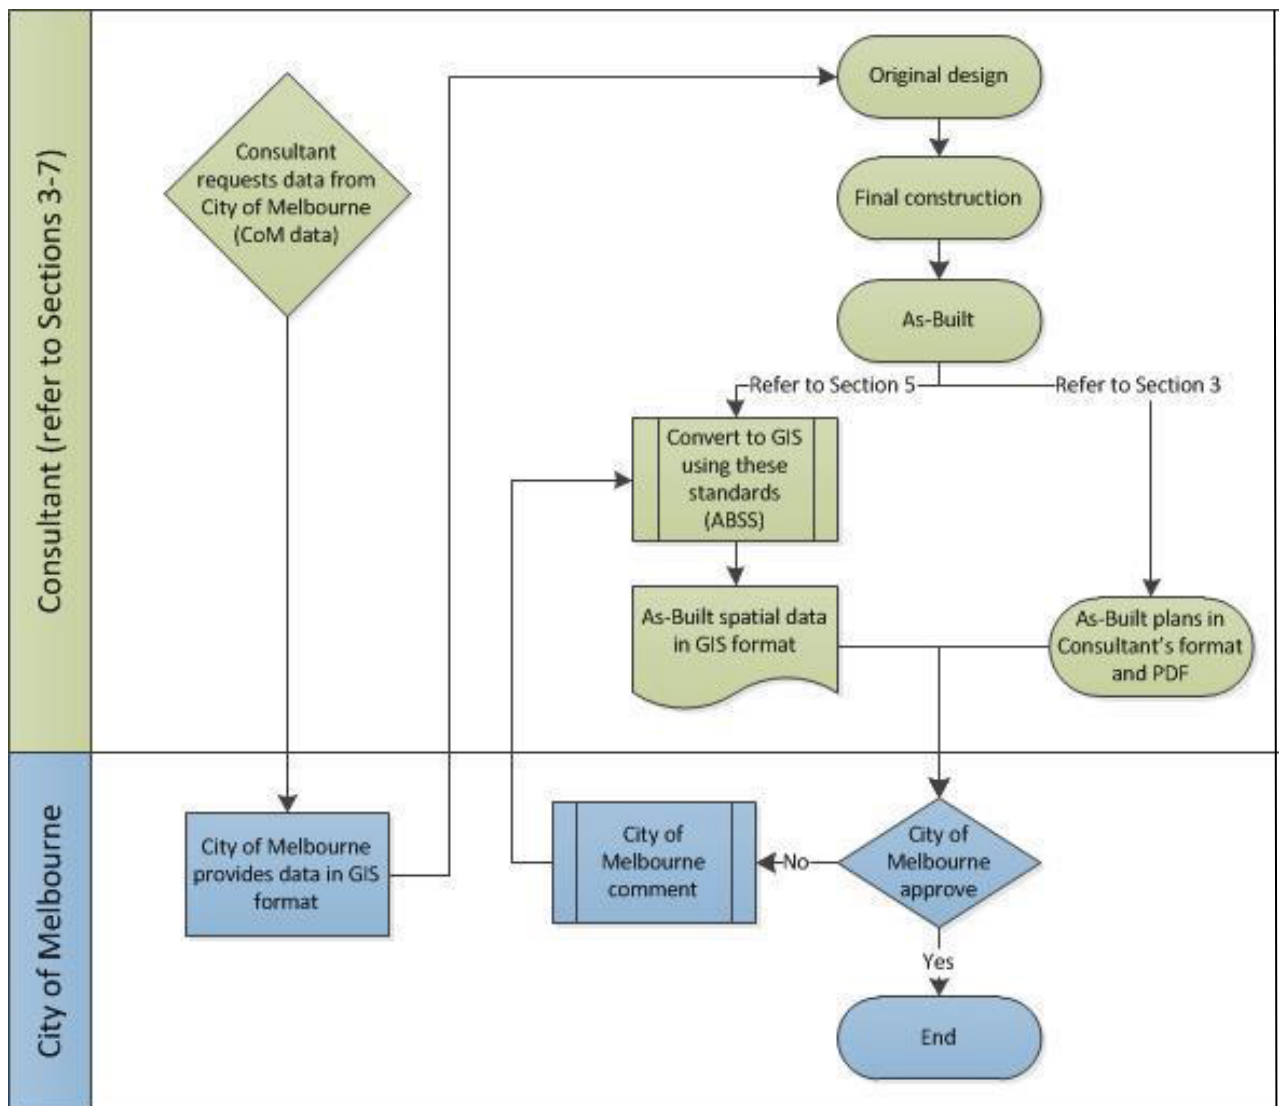 Consultant (refer to Sections 3-7)
Consultant
requests data from
City of Melbourne
(CoM data)
Original design
Final construction
As-Built
Refer to Section 5
Refer to Section 3
Convert to GIS
using these
standards
(ABSS)
As-Built spatial data
in GIS format
As-Built plans in
Consultant's format
and PDF
City of Melbourne
City of Melbourne
provides data in GIS
format
City of
Melbourne
comment
No
City of
Melbourne
approve
Yes
End